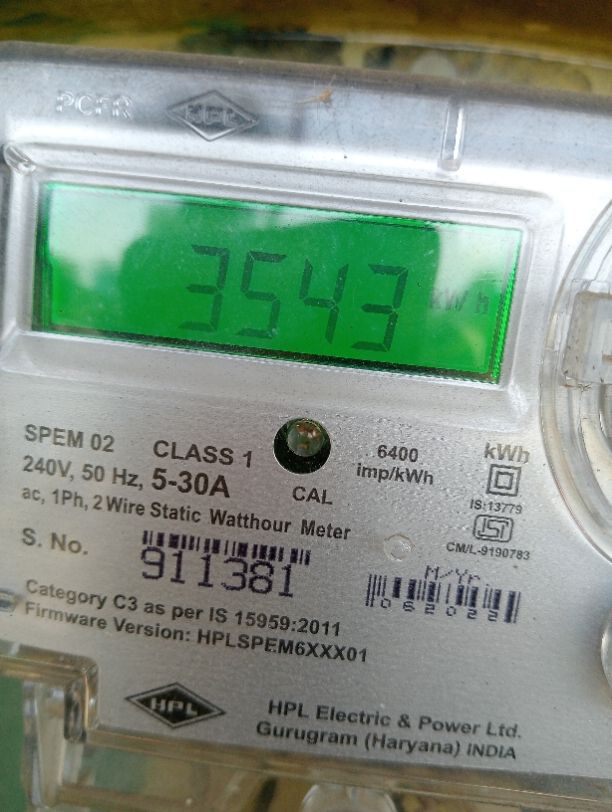 PCFR HPL
3543 kWh
SPEM 02 CLASS 1
240V, 50 Hz, 5-30A
ac, 1Ph, 2 Wire Static Watthour Meter
CAL
6400
imp/kWh
kWh
IS:13779
ISI
CM/L-9190783
S. No.
911381
M/Yr.
062022
Category C3 as per IS 15959:2011
Firmware Version: HPLSPEM6XXX01
HPL
HPL Electric & Power Ltd.
Gurugram (Haryana) INDIA